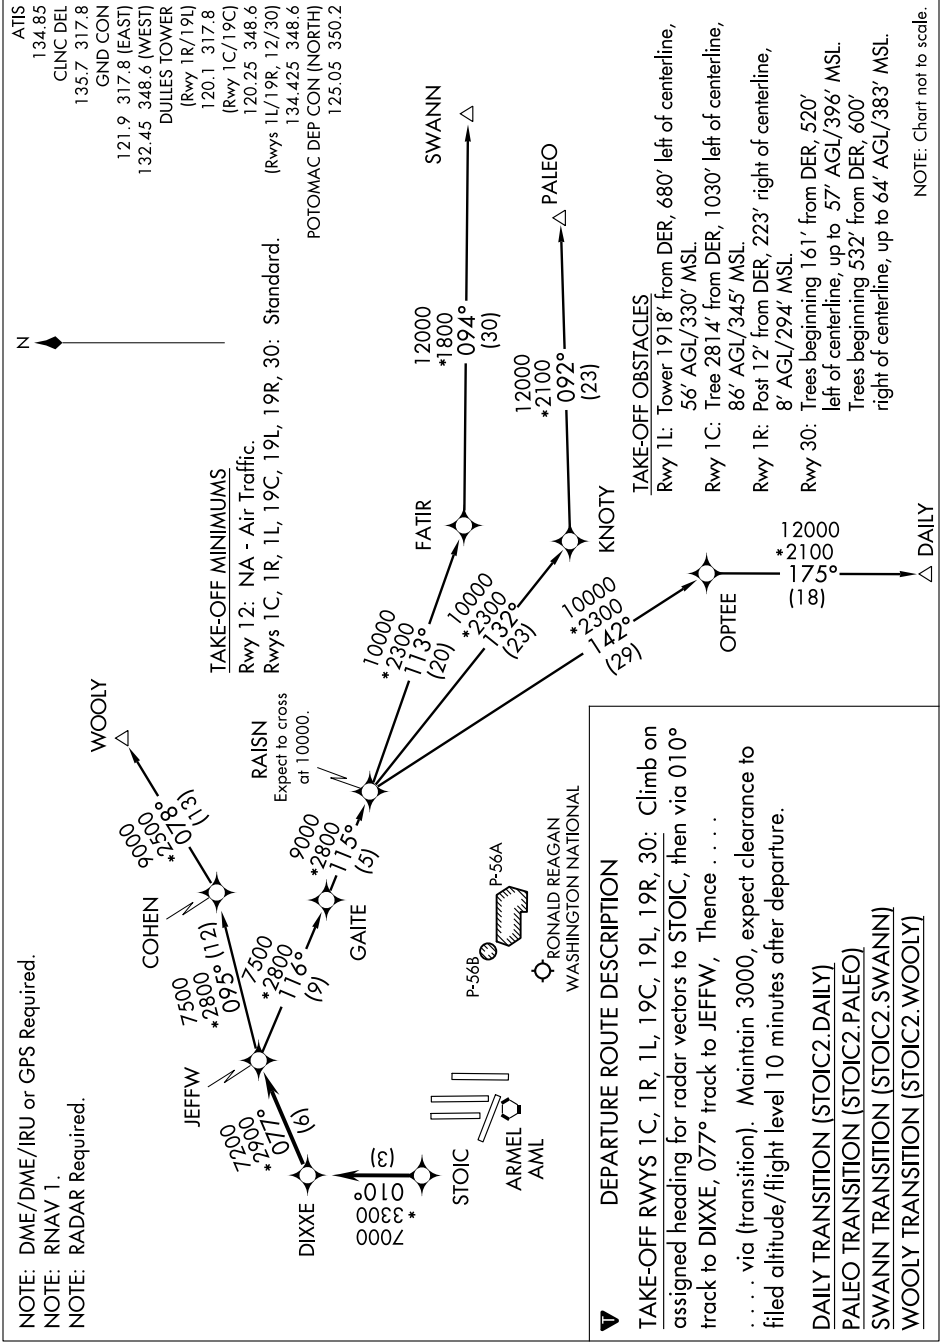 NOTE: DME/DME/IRU or GPS Required.
NOTE: RNAV 1.
NOTE: RADAR Required.
ATIS
134.85
CLNC DEL
135.7 317.8
GND CON
121.9 317.8 (EAST)
132.45 348.6 (WEST)
DULLES TOWER
(Rwy 1R/19L)
120.1 317.8
(Rwy 1C/19C)
120.25 348.6
(Rwys 1L/19R, 12/30)
134.425 348.6
POTOMAC DEP CON (NORTH)
125.05 350.2
N
TAKE-OFF MINIMUMS
Rwy 12: NA - Air Traffic.
Rwys 1C, 1R, 1L, 19C, 19L, 19R, 30: Standard.
WOOLY
9000
*2500
078°
(13)
COHEN
7500
*2800
095° (12)
JEFFW
7500
*2800
116°
(9)
GAITE
9000
*2800
115°
(5)
RAISN
Expect to cross
at 10000.
7200
*2900
077°
(6)
DIXXE
7000
*3300
010°
(3)
STOIC
ARMEL
AML
P-56B
P-56A
RONALD REAGAN
WASHINGTON NATIONAL
10000
*2300
113°
(20)
FATIR
12000
*1800
094°
(30)
SWANN
10000
*2300
132°
(23)
KNOTY
12000
*2100
092°
(23)
PALEO
10000
*2300
142°
(29)
OPTEE
12000
*2100
175°
(18)
DAILY
TAKE-OFF OBSTACLES
Rwy 1L: Tower 1918' from DER, 680' left of centerline,
56' AGL/330' MSL.
Rwy 1C: Tree 2814' from DER, 1030' left of centerline,
86' AGL/345' MSL.
Rwy 1R: Post 12' from DER, 223' right of centerline,
8' AGL/294' MSL.
Rwy 30: Trees beginning 161' from DER, 520'
left of centerline, up to 57' AGL/396' MSL.
Trees beginning 532' from DER, 600'
right of centerline, up to 64' AGL/383' MSL.
NOTE: Chart not to scale.
T
DEPARTURE ROUTE DESCRIPTION
TAKE-OFF RWYS 1C, 1R, 1L, 19C, 19L, 19R, 30: Climb on
assigned heading for radar vectors to STOIC, then via 010°
track to DIXXE, 077° track to JEFFW, Thence . . . .
. . . . via (transition). Maintain 3000, expect clearance to
filed altitude/flight level 10 minutes after departure.
DAILY TRANSITION (STOIC2.DAILY)
PALEO TRANSITION (STOIC2.PALEO)
SWANN TRANSITION (STOIC2.SWANN)
WOOLY TRANSITION (STOIC2.WOOLY)